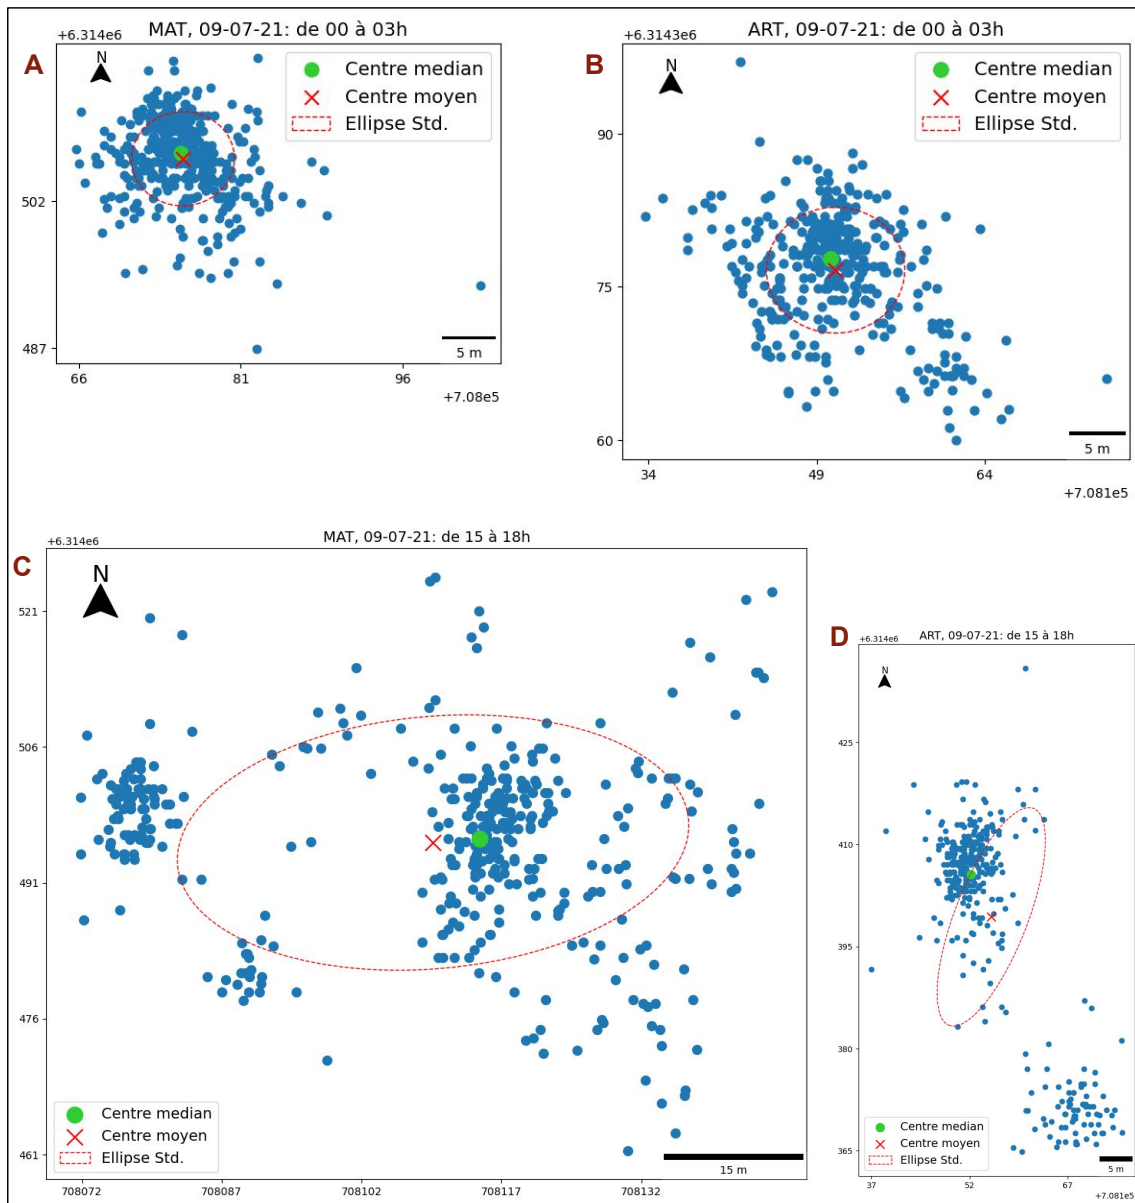 MAT, 09-07-21: de 00 à 03h
+6.314e6
A
N
Centre median
Centre moyen
Ellipse Std.
502
487
5 m
66 81 96
+7.08e5
ART, 09-07-21: de 00 à 03h
+6.3143e6
B
N
Centre median
Centre moyen
Ellipse Std.
90
75
60
5 m
34 49 64
+7.081e5
MAT, 09-07-21: de 15 à 18h
+6.314e6
C
N
521
506
491
476
461
Centre median
Centre moyen
Ellipse Std.
15 m
708072 708087 708102 708117 708132
D
ART, 09-07-21: de 15 à 18h
+6.314e6
N
425
410
395
380
365
Centre median
Centre moyen
Ellipse Std.
5 m
37 52 67
+7.081e5